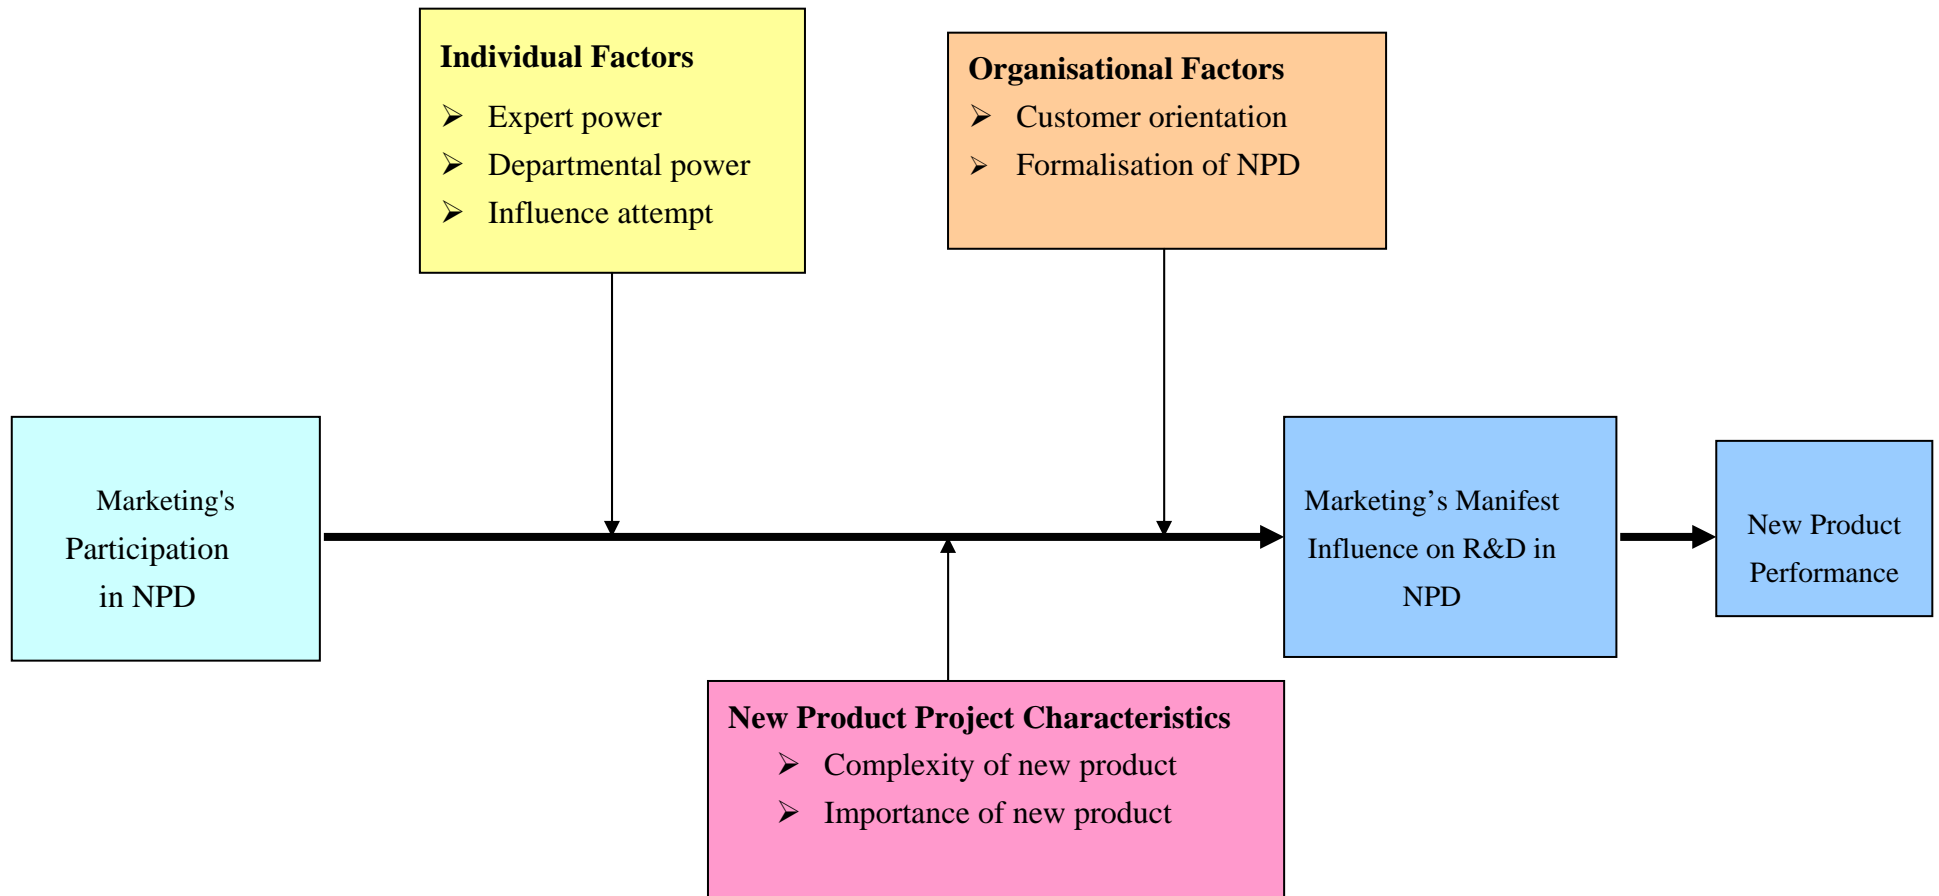 Individual Factors
➢ Expert power
➢ Departmental power
➢ Influence attempt
Organisational Factors
➢ Customer orientation
➢ Formalisation of NPD
Marketing's
Participation
in NPD
Marketing’s Manifest
Influence on R&D in
NPD
New Product
Performance
New Product Project Characteristics
➢ Complexity of new product
➢ Importance of new product